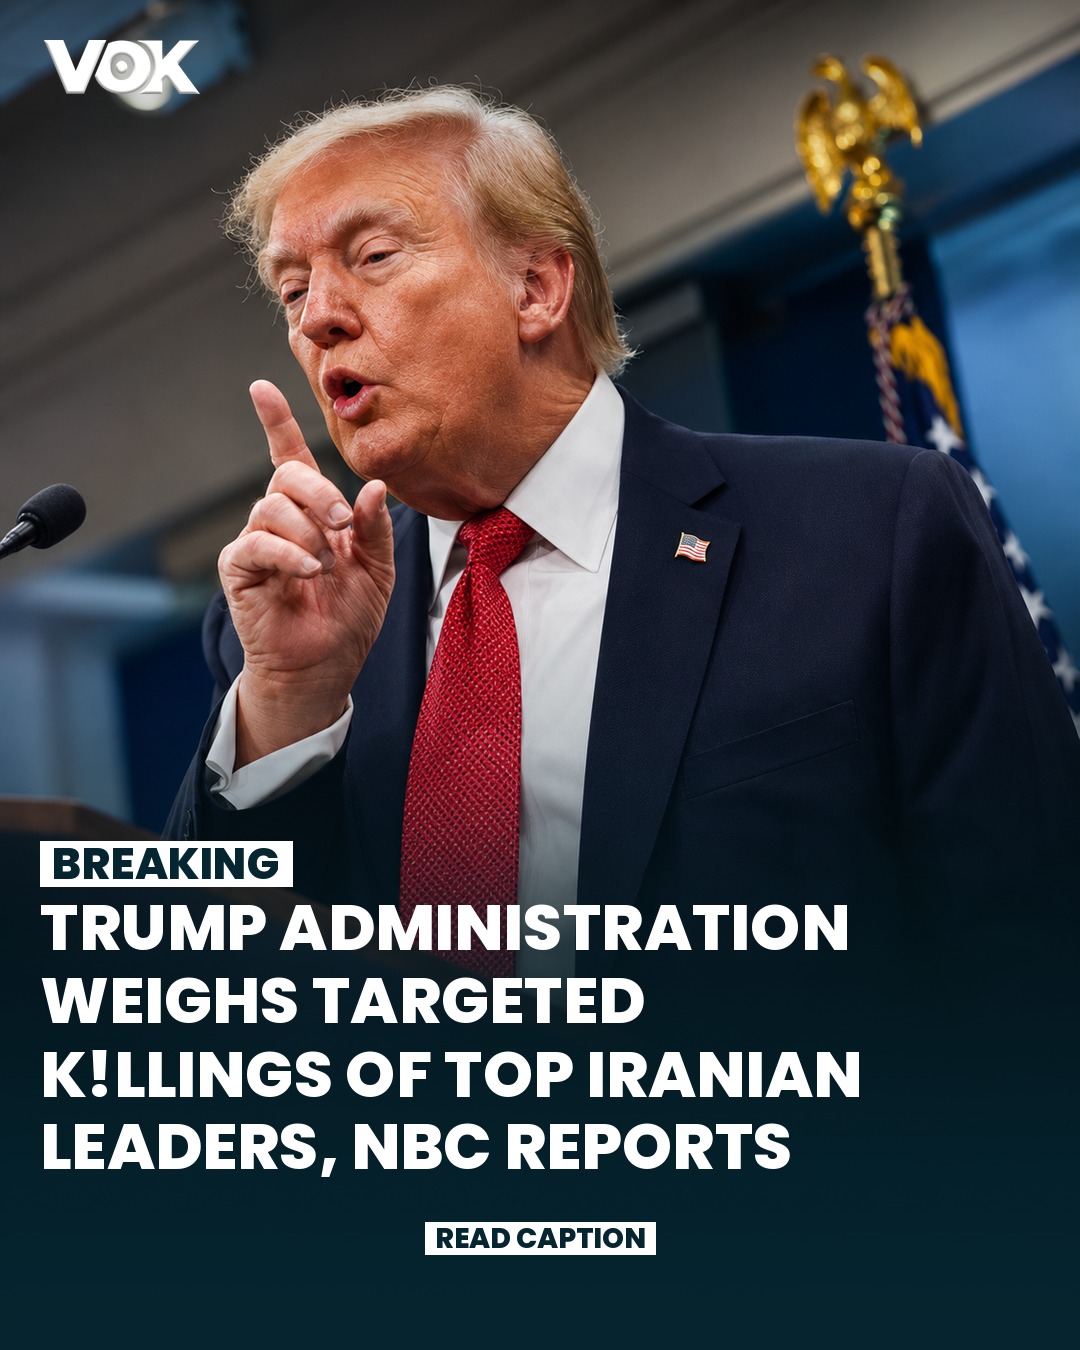 VOK
BREAKING
TRUMP ADMINISTRATION
WEIGHS TARGETED
K!LLINGS OF TOP IRANIAN
LEADERS, NBC REPORTS
READ CAPTION